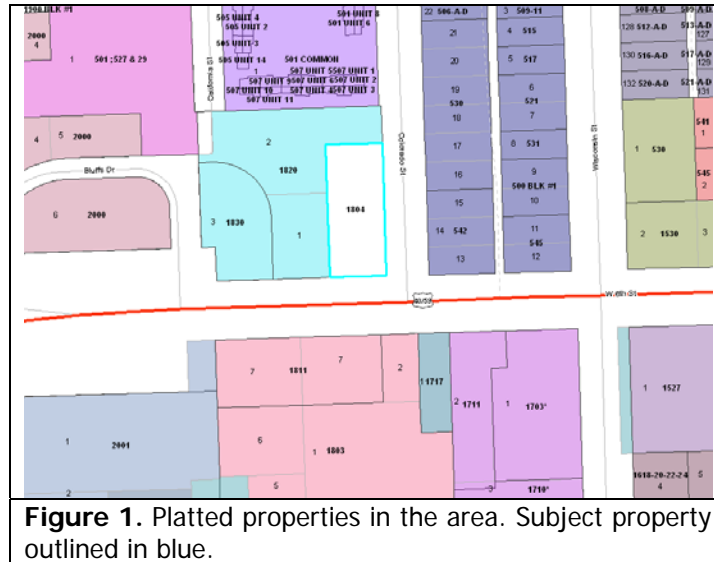 505 UNIT 4
505 UNIT 2
501 UNIT 8
501 UNIT 6
22 506-A-D
3 509-11
508-A-D
509-A-D
2000
4
1 501 ;527 & 29
California St
505 UNIT 3
505 UNIT 14
501 COMMON
1
507 UNIT 5
507 UNIT 1
507 UNIT 2
507 UNIT 10
507 UNIT 3
507 UNIT 11
21
4 515
128 512-A-D
127
20
5 517
130 516-A-D
517-A-D
129
19
6
132 520-A-D
521-A-D
131
530
521
18
7
4 5 2000
2
Colorado St
17
8 531
Wisconsin St
1 530
541
1
Bluffs Dr
1820
16
9
545
2
500 BLK #1
6 2000
1804
15
10
3 1830
1
14 542
11
545
2 1530
3
13
12
W 6th St
7 1811 7 2
1717
2 1711
1 1703*
1 1527
1 2001
6
1 1803
5
2
3
1710*
1618-20-22-24
4
5
Figure 1. Platted properties in the area. Subject property
outlined in blue.